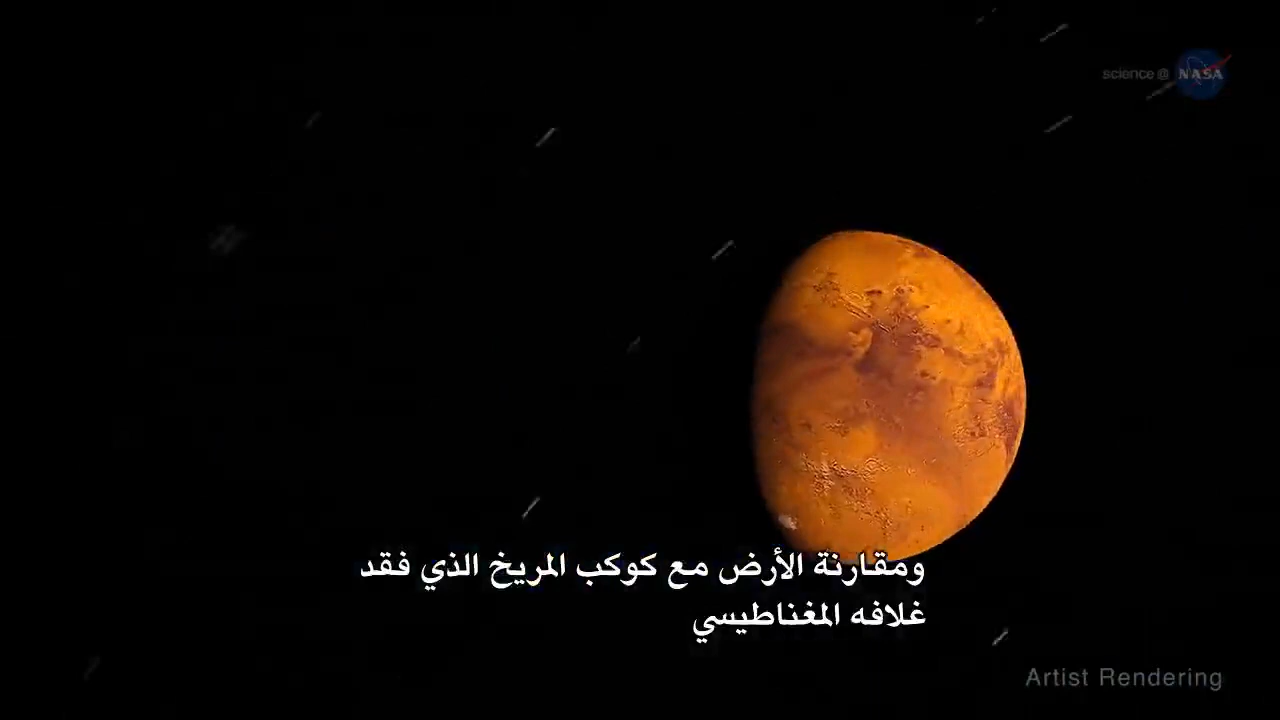 science@ NASA
ومقارنة الأرض مع كوكب المريخ الذي فقد
غلافه المغناطيسي
Artist Rendering